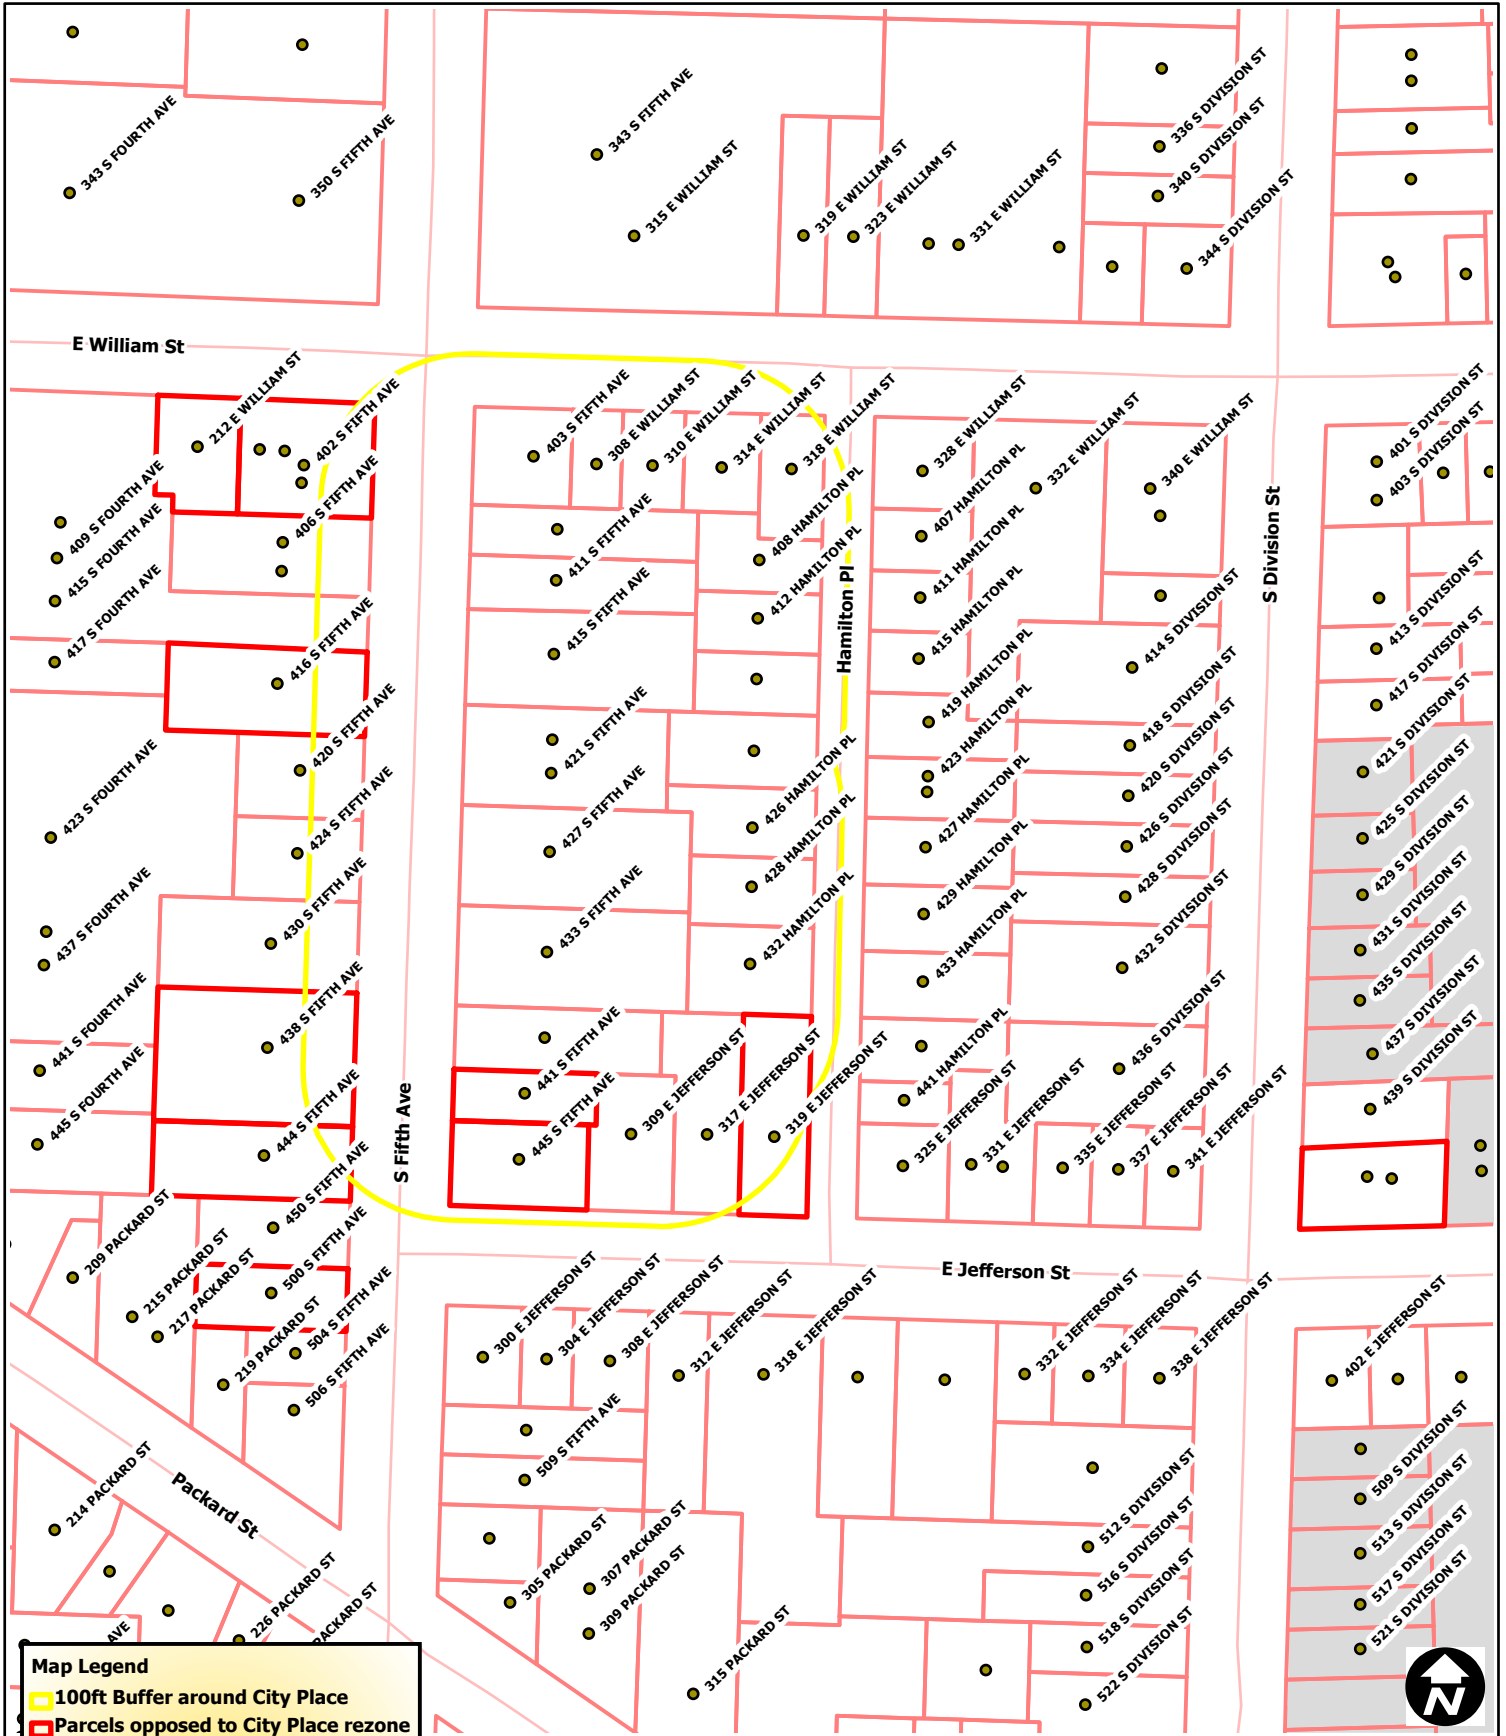 343 S FOURTH AVE
350 S FIFTH AVE
343 S FIFTH AVE
315 E WILLIAM ST
319 E WILLIAM ST
323 E WILLIAM ST
331 E WILLIAM ST
336 S DIVISION ST
340 S DIVISION ST
344 S DIVISION ST
E William St
212 E WILLIAM ST
402 S FIFTH AVE
406 S FIFTH AVE
409 S FOURTH AVE
415 S FOURTH AVE
417 S FOURTH AVE
416 S FIFTH AVE
420 S FIFTH AVE
424 S FIFTH AVE
423 S FOURTH AVE
430 S FIFTH AVE
437 S FOURTH AVE
438 S FIFTH AVE
441 S FOURTH AVE
445 S FOURTH AVE
444 S FIFTH AVE
450 S FIFTH AVE
S Fifth Ave
403 S FIFTH AVE
308 E WILLIAM ST
310 E WILLIAM ST
314 E WILLIAM ST
318 E WILLIAM ST
411 S FIFTH AVE
408 HAMILTON PL
412 HAMILTON PL
415 S FIFTH AVE
Hamilton Pl
421 S FIFTH AVE
426 HAMILTON PL
427 S FIFTH AVE
428 HAMILTON PL
433 S FIFTH AVE
432 HAMILTON PL
441 S FIFTH AVE
445 S FIFTH AVE
309 E JEFFERSON ST
317 E JEFFERSON ST
319 E JEFFERSON ST
328 E WILLIAM ST
332 E WILLIAM ST
340 E WILLIAM ST
407 HAMILTON PL
411 HAMILTON PL
415 HAMILTON PL
419 HAMILTON PL
423 HAMILTON PL
427 HAMILTON PL
429 HAMILTON PL
433 HAMILTON PL
441 HAMILTON PL
414 S DIVISION ST
418 S DIVISION ST
420 S DIVISION ST
426 S DIVISION ST
428 S DIVISION ST
432 S DIVISION ST
436 S DIVISION ST
325 E JEFFERSON ST
331 E JEFFERSON ST
335 E JEFFERSON ST
337 E JEFFERSON ST
341 E JEFFERSON ST
S Division St
401 S DIVISION ST
403 S DIVISION ST
413 S DIVISION ST
417 S DIVISION ST
421 S DIVISION ST
425 S DIVISION ST
429 S DIVISION ST
431 S DIVISION ST
435 S DIVISION ST
437 S DIVISION ST
439 S DIVISION ST
E Jefferson St
209 PACKARD ST
215 PACKARD ST
217 PACKARD ST
500 S FIFTH AVE
504 S FIFTH AVE
219 PACKARD ST
506 S FIFTH AVE
300 E JEFFERSON ST
304 E JEFFERSON ST
308 E JEFFERSON ST
312 E JEFFERSON ST
318 E JEFFERSON ST
332 E JEFFERSON ST
334 E JEFFERSON ST
338 E JEFFERSON ST
402 E JEFFERSON ST
509 S FIFTH AVE
Packard St
214 PACKARD ST
226 PACKARD ST
PACKARD ST
AVE
305 PACKARD ST
307 PACKARD ST
309 PACKARD ST
315 PACKARD ST
512 S DIVISION ST
516 S DIVISION ST
518 S DIVISION ST
522 S DIVISION ST
509 S DIVISION ST
513 S DIVISION ST
517 S DIVISION ST
521 S DIVISION ST
N
Map Legend
100ft Buffer around City Place
Parcels opposed to City Place rezone